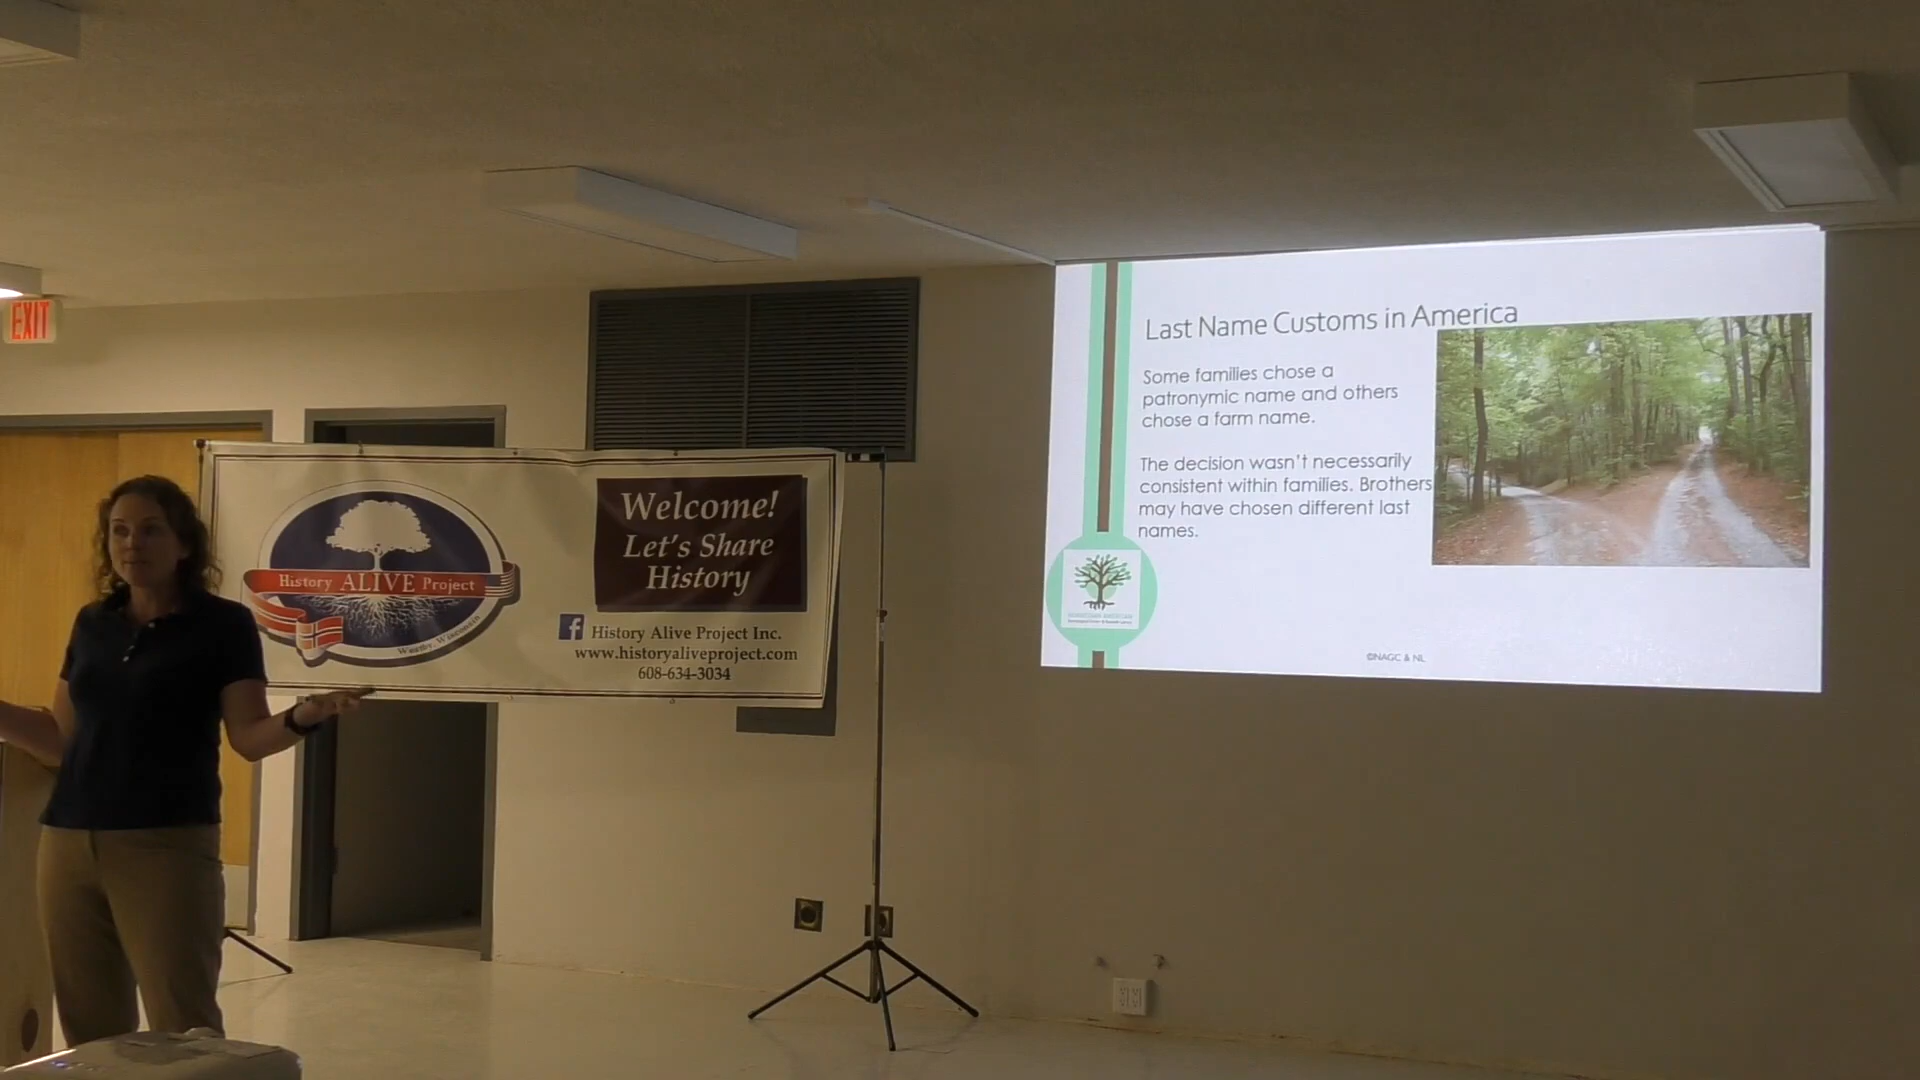 EXIT
History ALIVE Project
Westby, Wisconsin
Welcome!
Let's Share
History
f History Alive Project Inc.
www.historyaliveproject.com
608-634-3034
Last Name Customs in America
Some families chose a
patronymic name and others
chose a farm name.
The decision wasn't necessarily
consistent within families. Brothers
may have chosen different last
names.
©NAGC & NL